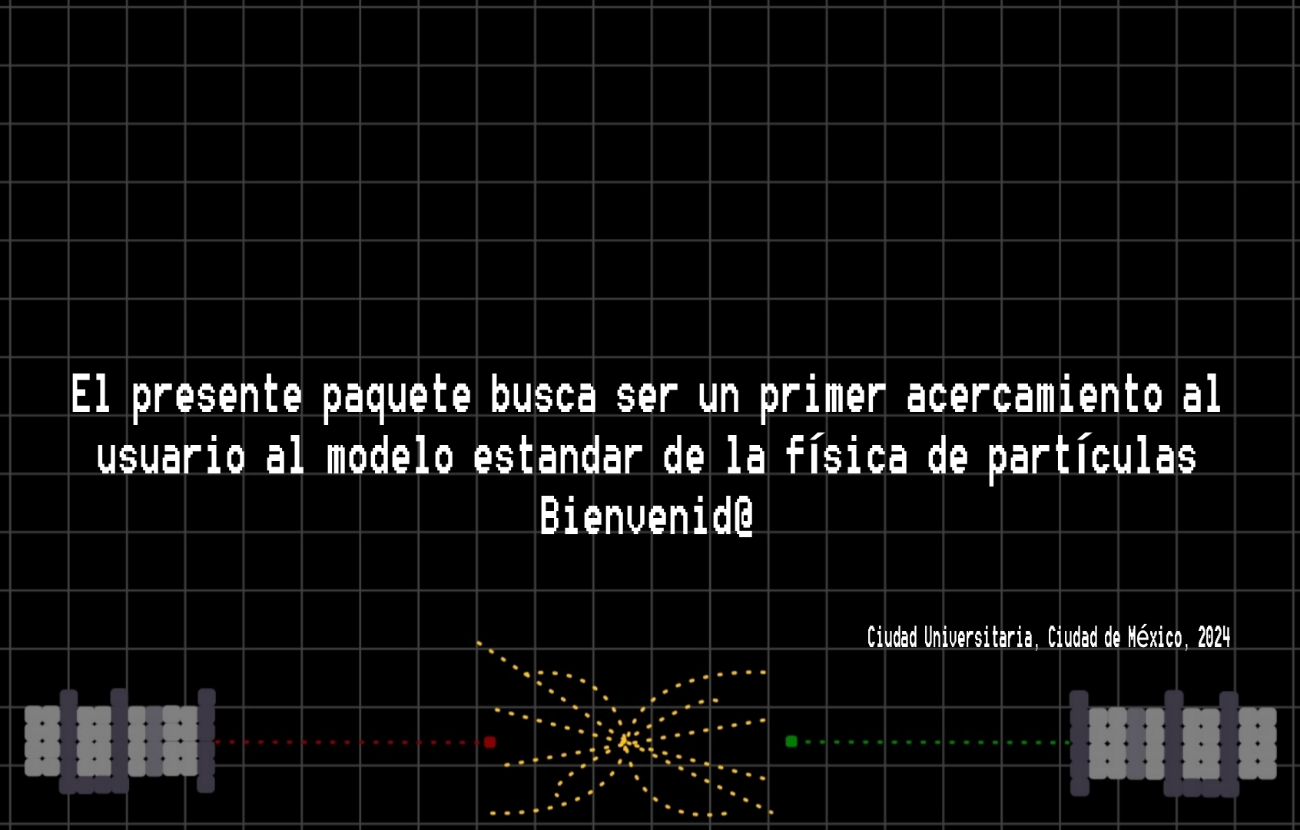 El presente paquete busca ser un primer acercamiento al
usuario al modelo estandar de la física de partículas
Bienvenid@
Ciudad Universitaria, Ciudad de México, 2024